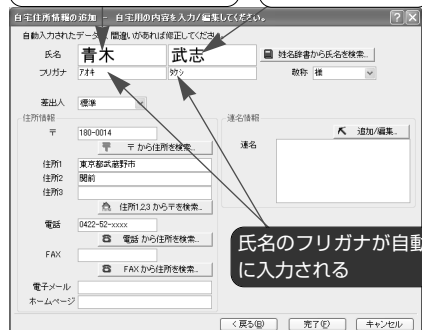 自宅住所情報の追加 - 自宅用の内容を入力/編集してください。
自動入力されたデータに間違いがあれば修正してください。
氏名 青木 武志 姓名辞書から氏名を検索...
フリガナ アオキ タケシ 敬称 様
差出人 標準
住所情報 連名情報
〒 180-0014 追加/編集...
〒から住所を検索... 連名
住所1 東京都武蔵野市
住所2 関前
住所3
住所1,2,3 から〒を検索...
電話 0422-52-xxxx
電話 から住所を検索...
FAX
FAX から住所を検索...
電子メール
ホームページ
氏名のフリガナが自動
に入力される
< 戻る(B) 完了(F) キャンセル